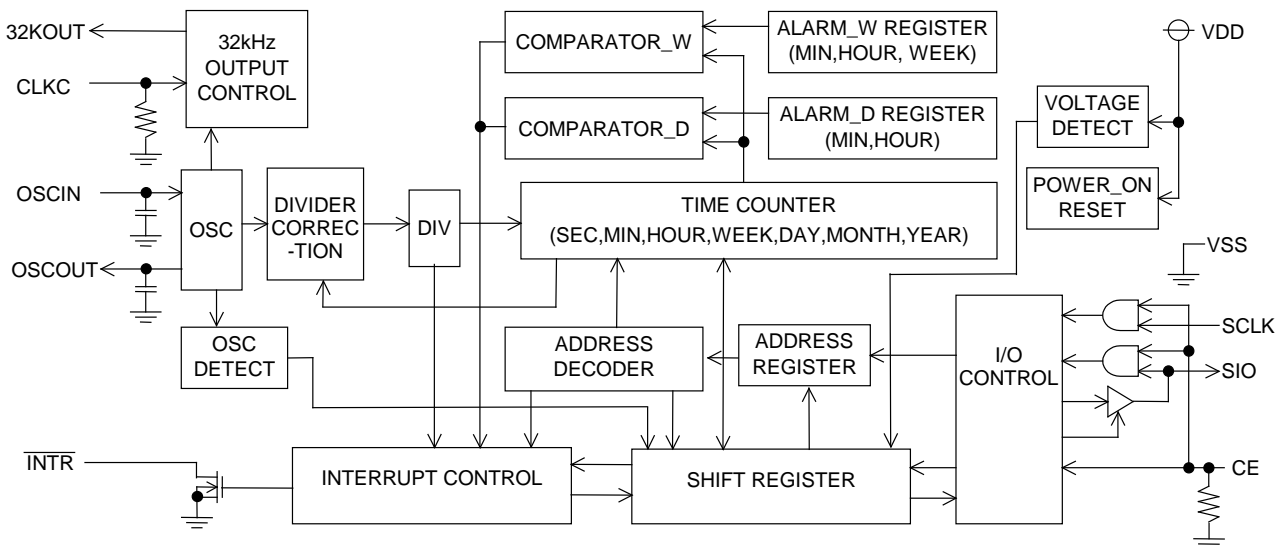 32KOUT
32kHz
OUTPUT
CONTROL
CLKC
COMPARATOR_W
ALARM_W REGISTER
(MIN,HOUR, WEEK)
VDD
COMPARATOR_D
ALARM_D REGISTER
(MIN,HOUR)
VOLTAGE
DETECT
POWER_ON
RESET
OSCIN
OSC
DIVIDER
CORREC
-TION
DIV
TIME COUNTER
(SEC,MIN,HOUR,WEEK,DAY,MONTH,YEAR)
VSS
OSCOUT
OSC
DETECT
ADDRESS
DECODER
ADDRESS
REGISTER
I/O
CONTROL
SCLK
SIO
INTR
INTERRUPT CONTROL
SHIFT REGISTER
CE